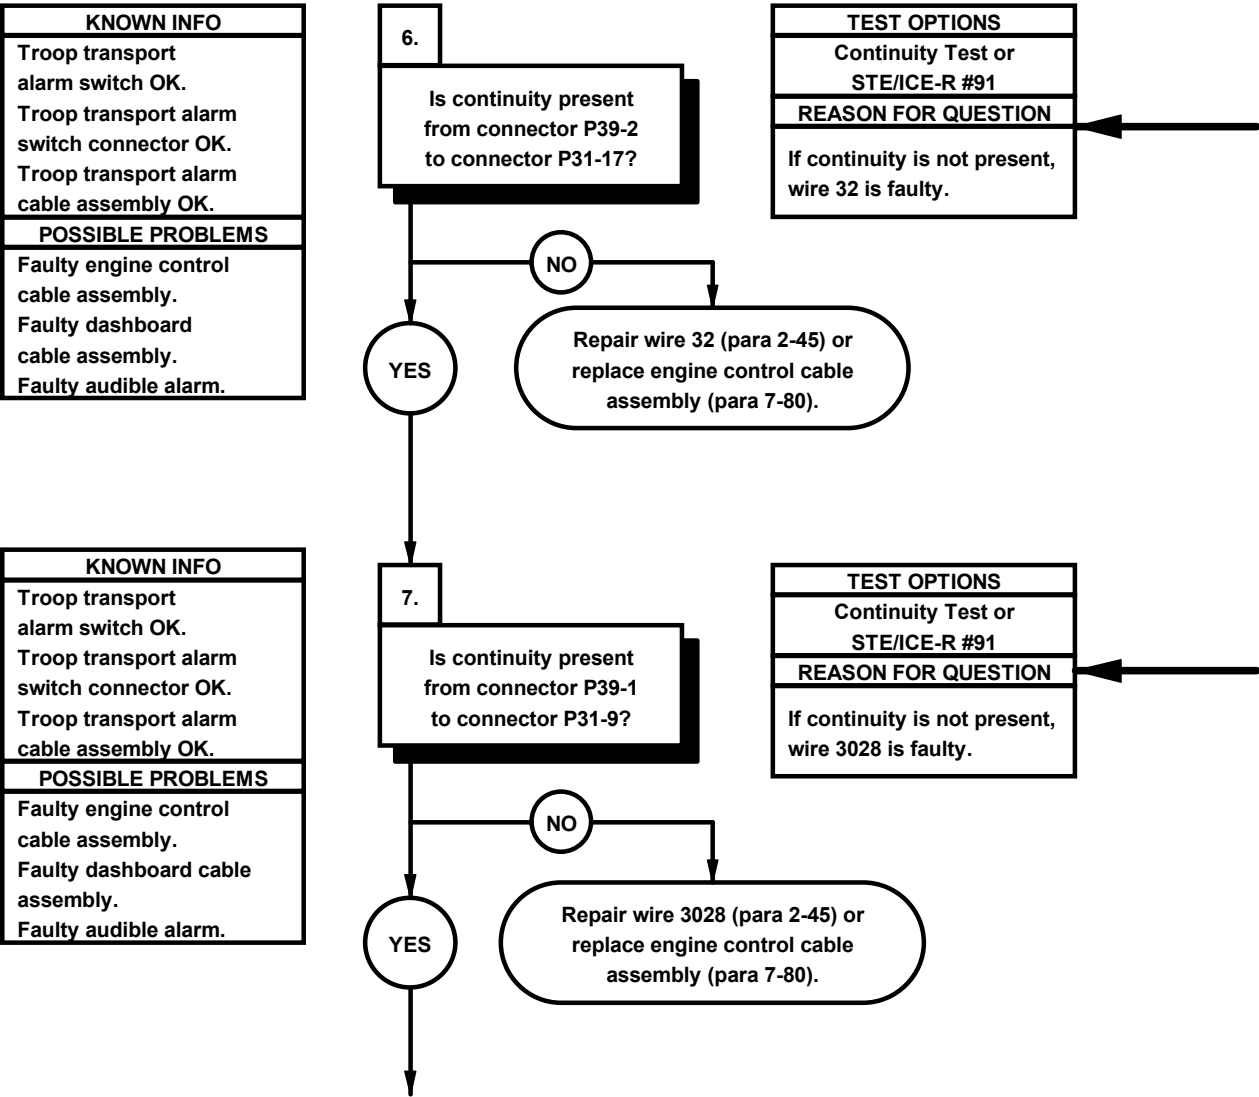 KNOWN INFO
Troop transport
alarm switch OK.
Troop transport alarm
switch connector OK.
Troop transport alarm
cable assembly OK.
POSSIBLE PROBLEMS
Faulty engine control
cable assembly.
Faulty dashboard
cable assembly.
Faulty audible alarm.
6.
Is continuity present
from connector P39-2
to connector P31-17?
TEST OPTIONS
Continuity Test or
STE/ICE-R #91
REASON FOR QUESTION
If continuity is not present,
wire 32 is faulty.
NO
YES
Repair wire 32 (para 2-45) or
replace engine control cable
assembly (para 7-80).
KNOWN INFO
Troop transport
alarm switch OK.
Troop transport alarm
switch connector OK.
Troop transport alarm
cable assembly OK.
POSSIBLE PROBLEMS
Faulty engine control
cable assembly.
Faulty dashboard cable
assembly.
Faulty audible alarm.
7.
Is continuity present
from connector P39-1
to connector P31-9?
TEST OPTIONS
Continuity Test or
STE/ICE-R #91
REASON FOR QUESTION
If continuity is not present,
wire 3028 is faulty.
NO
YES
Repair wire 3028 (para 2-45) or
replace engine control cable
assembly (para 7-80).